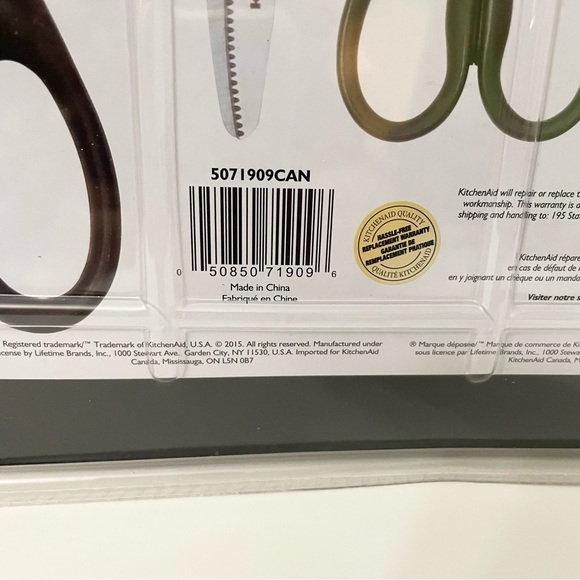 5071909CAN
0 50850 71909 6
Made in China
Fabriqué en Chine
KITCHENAID QUALITY
HASSLE-FREE
REPLACEMENT WARRANTY
GARANTIE DE
REMPLACEMENT PRATIQUE
QUALITÉ KITCHENAID
KitchenAid will repair or replace
workmanship. This warranty is
shipping and handling to: 195
KitchenAid
en cas de défaut de
en y joignant un chèque ou un
Visiter notre
Registered trademark/™ Trademark of KitchenAid, U.S.A. © 2015. All rights reserved. Manufactured under
by Lifetime Brands, Inc., 1000 Stewart Ave. Garden City, NY 11530, U.S.A. Imported for KitchenAid
Canada, Mississauga, ON L5N 0B7
® Marque déposée/™ Marque de commerce de
sous licence par Lifetime Brands, Inc., 1000
KitchenAid Canada,